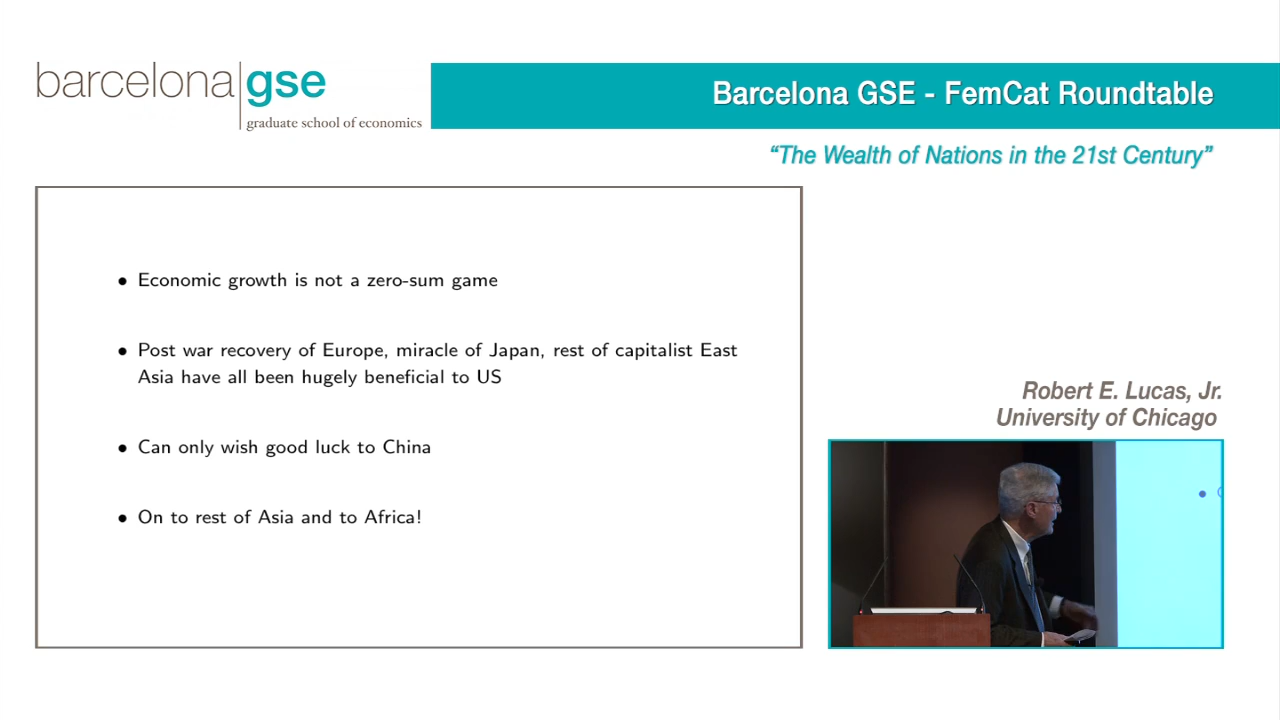 barcelona gse
graduate school of economics
Barcelona GSE - FemCat Roundtable
“The Wealth of Nations in the 21st Century”
• Economic growth is not a zero-sum game
• Post war recovery of Europe, miracle of Japan, rest of capitalist East
Asia have all been hugely beneficial to US
• Can only wish good luck to China
• On to rest of Asia and to Africa!
Robert E. Lucas, Jr.
University of Chicago